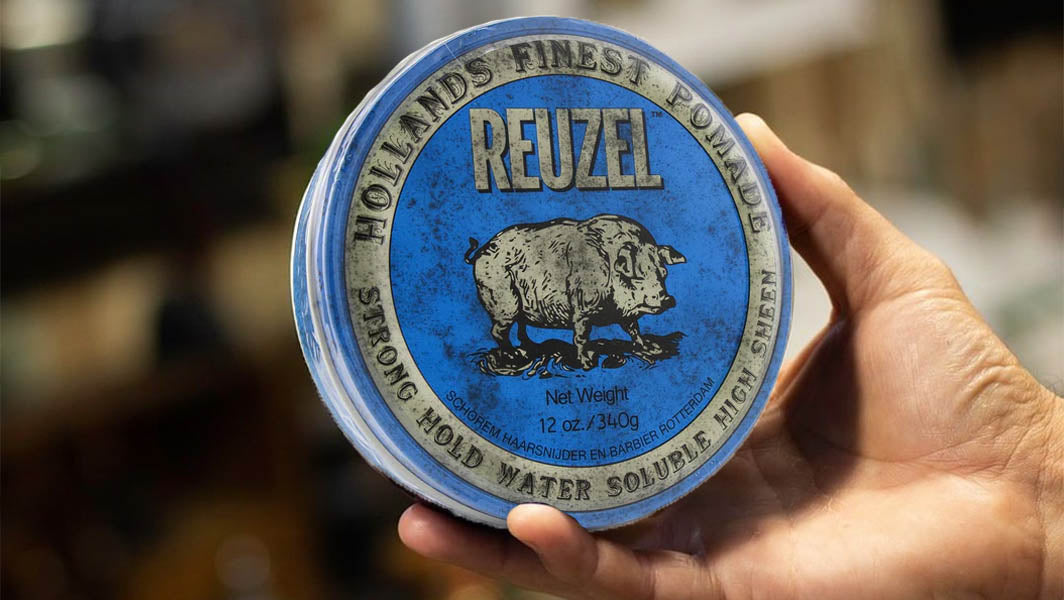 HOLLANDS FINEST POMADE
REUZEL™
Net Weight
12 oz./340g
SCHOREM HAARSNIJDER EN BARBIER ROTTERDAM
STRONG HOLD WATER SOLUBLE HIGH SHEEN